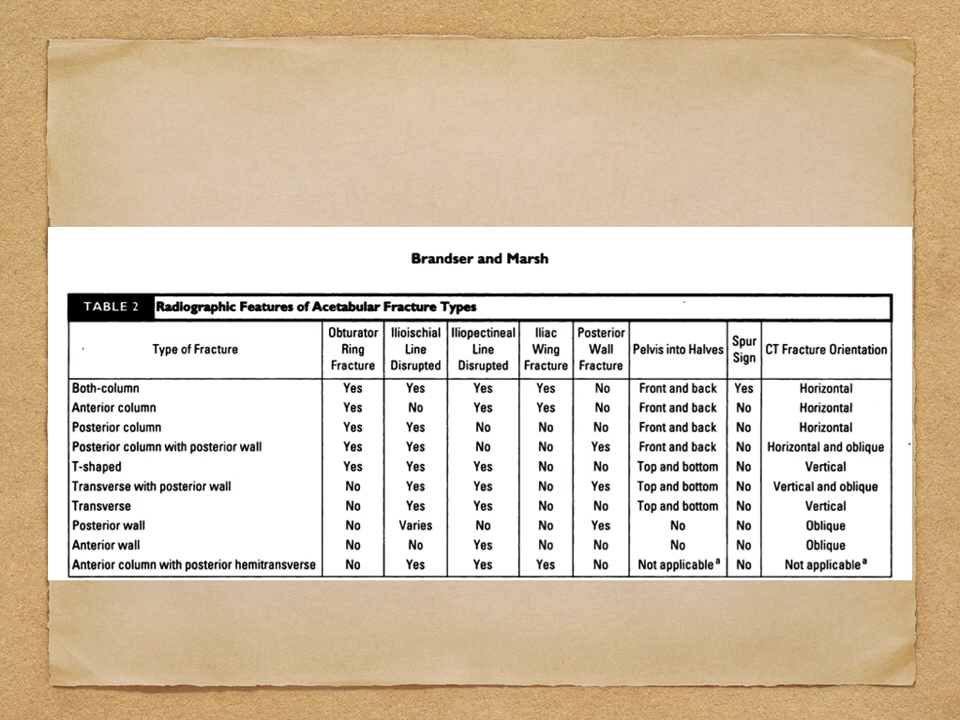 Brandser and Marsh
TABLE 2 Radiographic Features of Acetabular Fracture Types
Type of Fracture Obturator Ring Fracture Ilioischial Line Disrupted Iliopectineal Line Disrupted Iliac Wing Fracture Posterior Wall Fracture Pelvis into Halves Spur Sign CT Fracture Orientation
Both-column Yes Yes Yes Yes No Front and back Yes Horizontal
Anterior column Yes No Yes Yes No Front and back No Horizontal
Posterior column Yes Yes No No No Front and back No Horizontal
Posterior column with posterior wall Yes Yes No No Yes Front and back No Horizontal and oblique
T-shaped Yes Yes Yes No No Top and bottom No Vertical
Transverse with posterior wall No Yes Yes No Yes Top and bottom No Vertical and oblique
Transverse No Yes Yes No No Top and bottom No Vertical
Posterior wall No Varies No No Yes No No Oblique
Anterior wall No No Yes No No No No Oblique
Anterior column with posterior hemitransverse No Yes Yes Yes No Not applicable a No Not applicable a